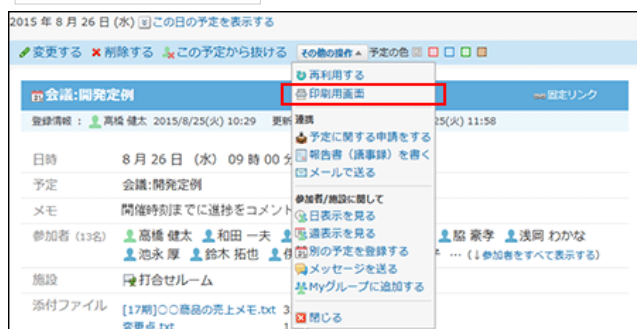 2015 年 8 月 26 日 (水) この日の予定を表示する
変更する 削除する この予定から抜ける その他の操作 予定の色
再利用する
会議:開発定例 印刷用画面 固定リンク
登録情報 : 高橋 健太 2015/8/25(火) 10:29 更新 連携 25(火) 11:58
予定に関する申請をする
日時 8 月 26 日 (水) 09 時 00 分 報告書(議事録)を書く
メールで送る
予定 会議:開発定例
参加者/施設に関して
メモ 開催時刻までに進捗をコメント 日表示を見る
参加者 (13名) 高橋 健太 和田 一夫 週表示を見る 脇 豪孝 浅岡 わかな
池永 厚 鈴木 拓也 別の予定を登録する … (↓参加者をすべて表示する)
メッセージを送る
施設 打合せルーム
Myグループに追加する
添付ファイル [17期]○○商品の売上メモ.txt 3
閉じる
変更点.txt 1